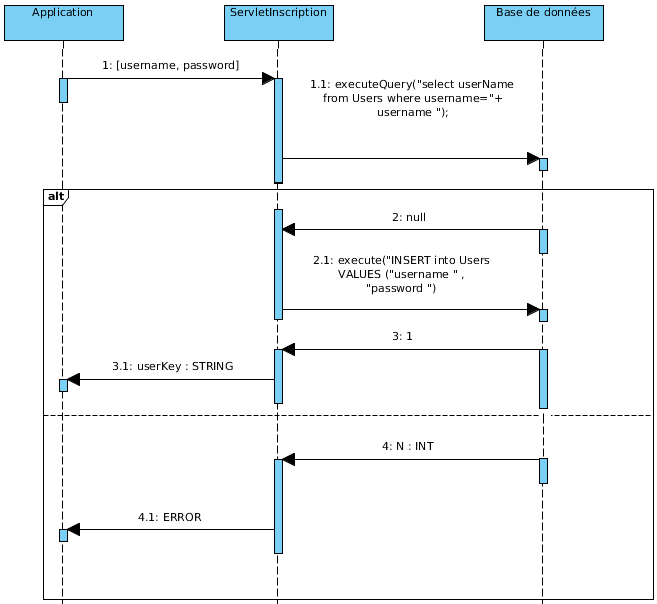 Application
ServletInscription
Base de données
1: [username, password]
1.1: executeQuery("select userName
from Users where username="+
username ");
alt
2: null
2.1: execute("INSERT into Users
VALUES ("username " ,
"password ")
3: 1
3.1: userKey : STRING
4: N : INT
4.1: ERROR